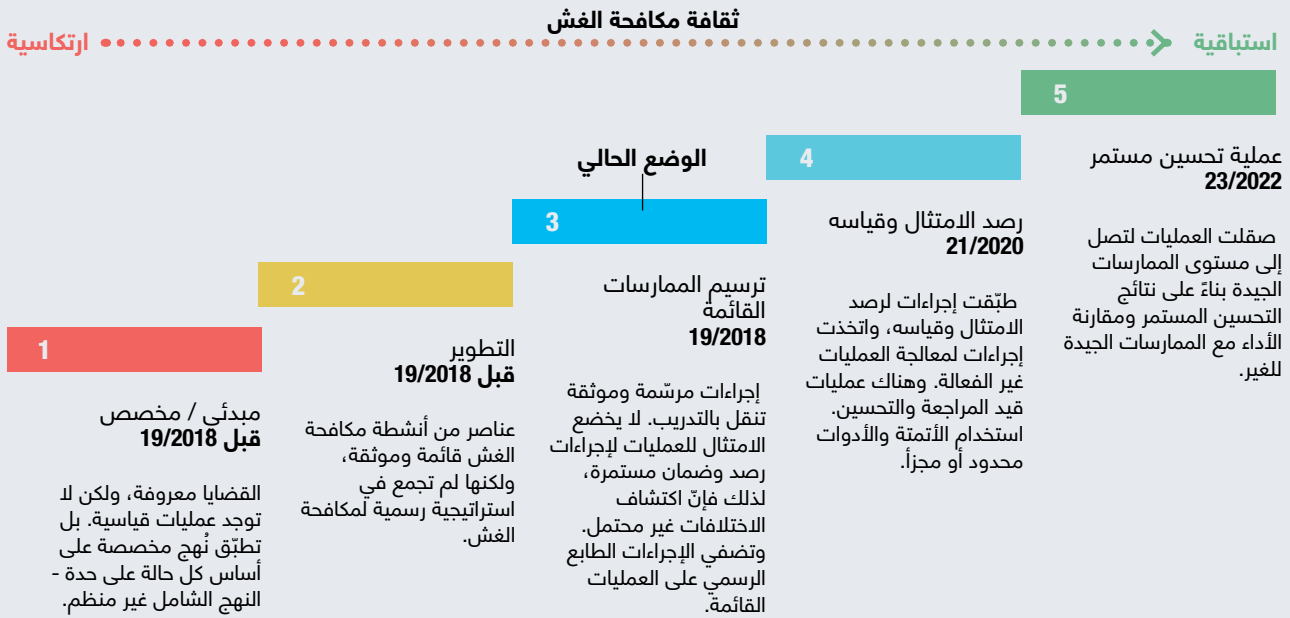 ثقافة مكافحة الغش
استباقية
ارتكاسية
5
عملية تحسين مستمر
23/2022
صقلت العمليات لتصل
إلى مستوى الممارسات
الجيدة بناءً على نتائج
التحسين المستمر ومقارنة
الأداء مع الممارسات الجيدة
للغير.
4
رصد الامتثال وقياسه
21/2020
طبّقت إجراءات لرصد
الامتثال وقياسه، واتخذت
إجراءات لمعالجة العمليات
غير الفعالة. وهناك عمليات
قيد المراجعة والتحسين.
استخدام الأتمتة والأدوات
محدود أو مجزأ.
الوضع الحالي
3
ترسيم الممارسات
القائمة
19/2018
إجراءات مرسّمة وموثقة
تنقل بالتدريب. لا يخضع
الامتثال للعمليات لإجراءات
رصد وضمان مستمرة،
لذلك فإنّ اكتشاف
الاختلافات غير محتمل.
وتضفي الإجراءات الطابع
الرسمي على العمليات
القائمة.
2
التطوير
قبل 19/2018
عناصر من أنشطة مكافحة
الغش قائمة وموثقة،
ولكنها لم تجمع في
استراتيجية رسمية لمكافحة
الغش.
1
مبدئي / مخصص
قبل 19/2018
القضايا معروفة، ولكن لا
توجد عمليات قياسية. بل
تطبّق نُهج مخصصة على
أساس كل حالة على حدة -
النهج الشامل غير منظم.